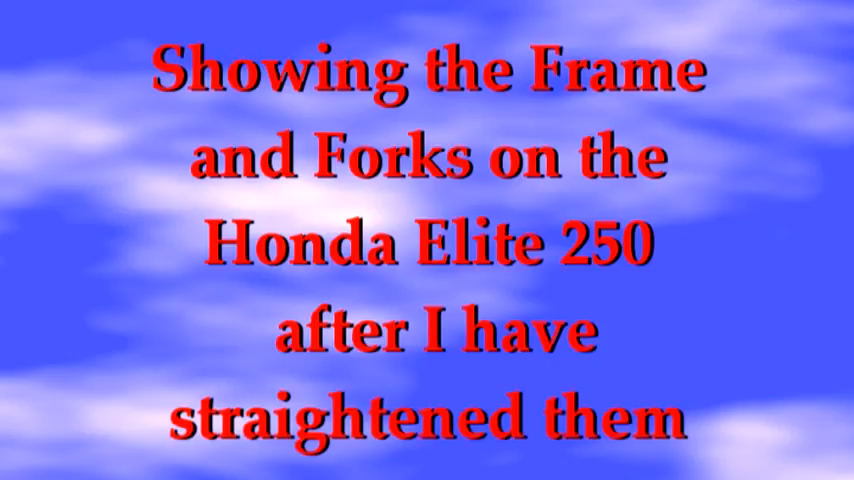 Showing the Frame
and Forks on the
Honda Elite 250
after I have
straightened them